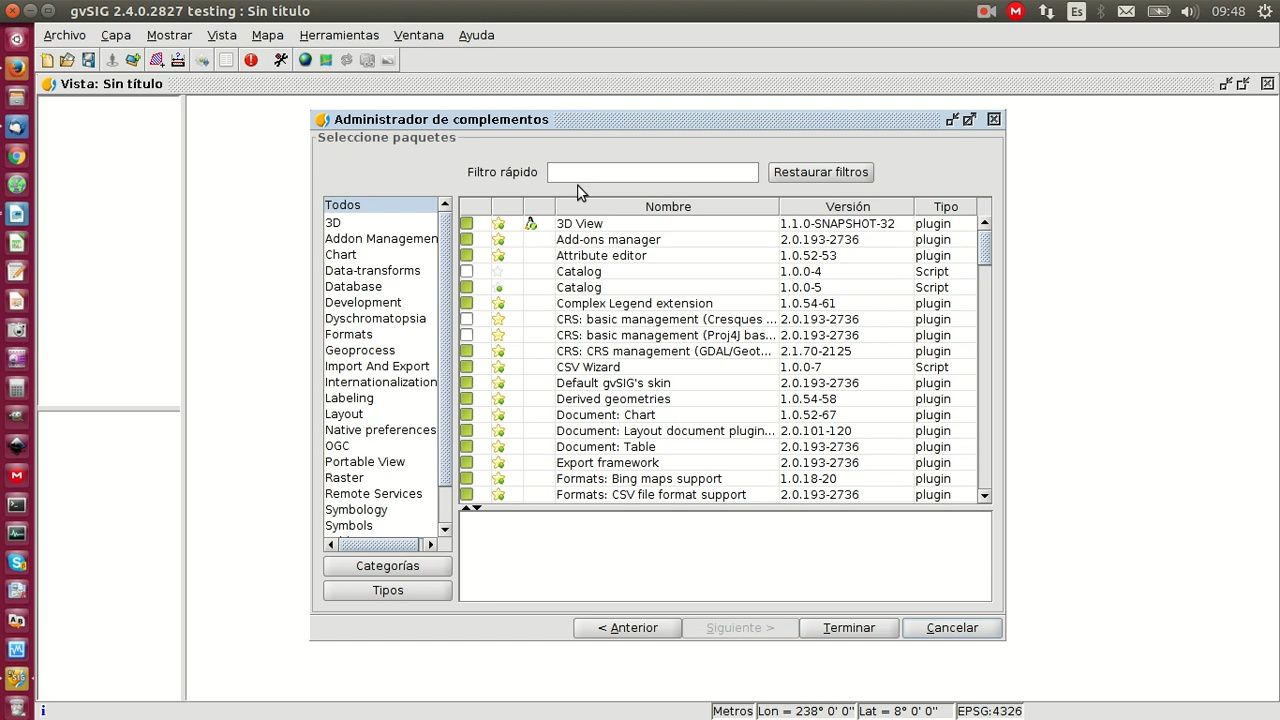 gvSIG 2.4.0.2827 testing : Sin título
Es
09:48
Archivo Capa Mostrar Vista Mapa Herramientas Ventana Ayuda
Vista: Sin título
Administrador de complementos
Seleccione paquetes
Filtro rápido
Restaurar filtros
Todos
3D
Addon Managemen
Chart
Data-transforms
Database
Development
Dyschromatopsia
Formats
Geoprocess
Import And Export
Internationalization
Labeling
Layout
Native preferences
OGC
Portable View
Raster
Remote Services
Symbology
Symbols
Categorías
Tipos
Nombre Versión Tipo
3D View 1.1.0-SNAPSHOT-32 plugin
Add-ons manager 2.0.193-2736 plugin
Attribute editor 1.0.52-53 plugin
Catalog 1.0.0-4 Script
Catalog 1.0.0-5 Script
Complex Legend extension 1.0.54-61 plugin
CRS: basic management (Cresques ... 2.0.193-2736 plugin
CRS: basic management (Proj4J bas... 2.0.193-2736 plugin
CRS: CRS management (GDAL/Geot... 2.1.70-2125 plugin
CSV Wizard 1.0.0-7 Script
Default gvSIG's skin 2.0.193-2736 plugin
Derived geometries 1.0.54-58 plugin
Document: Chart 1.0.52-67 plugin
Document: Layout document plugin... 2.0.101-120 plugin
Document: Table 2.0.193-2736 plugin
Export framework 2.0.193-2736 plugin
Formats: Bing maps support 1.0.18-20 plugin
Formats: CSV file format support 2.0.193-2736 plugin
< Anterior Siguiente > Terminar Cancelar
Metros Lon = 238° 0' 0'' Lat = 8° 0' 0'' EPSG:4326